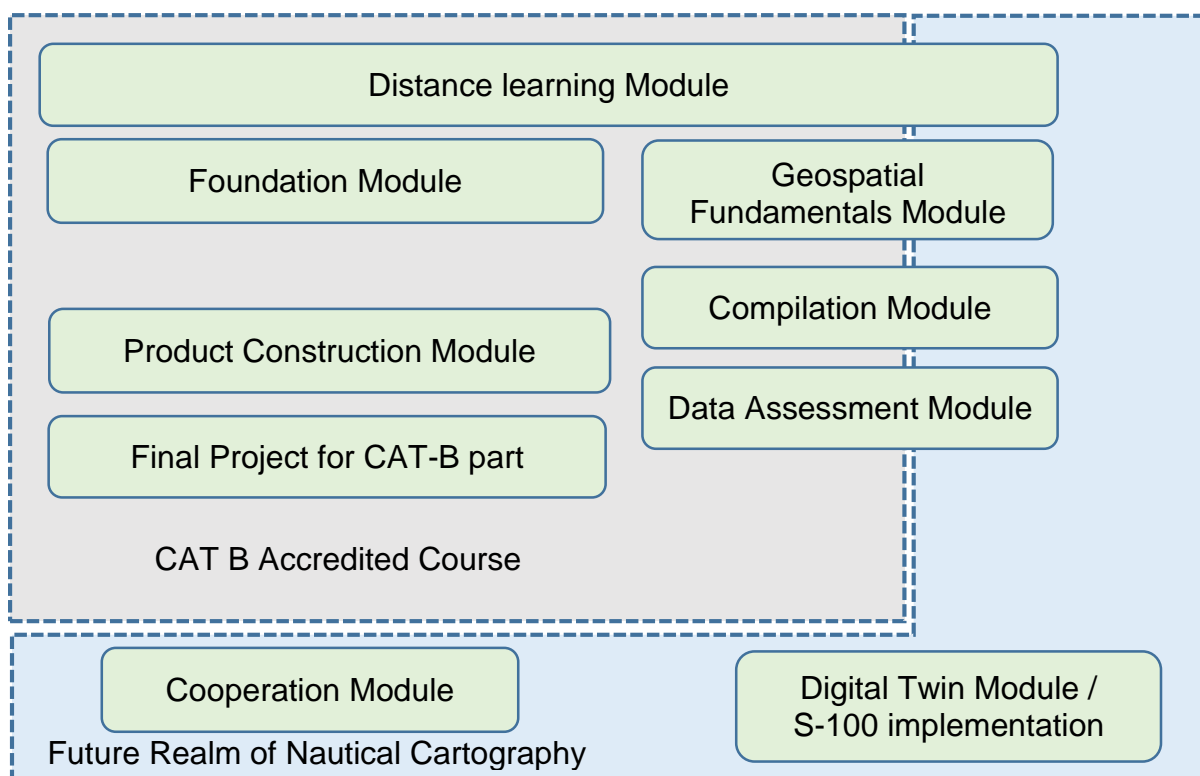 Distance learning Module
Foundation Module
Geospatial
Fundamentals Module
Compilation Module
Product Construction Module
Data Assessment Module
Final Project for CAT-B part
CAT B Accredited Course
Cooperation Module
Digital Twin Module /
S-100 implementation
Future Realm of Nautical Cartography